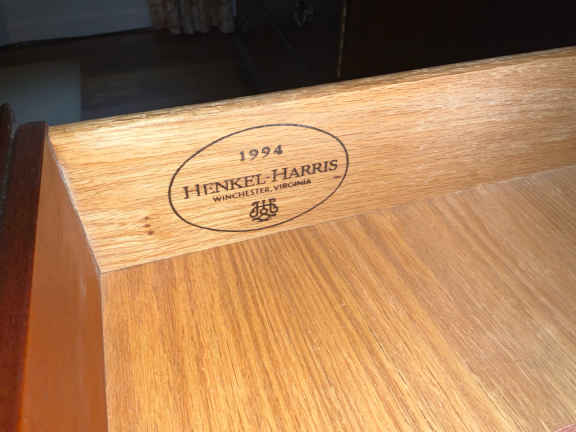 1994
HENKEL-HARRIS
WINCHESTER, VIRGINIA